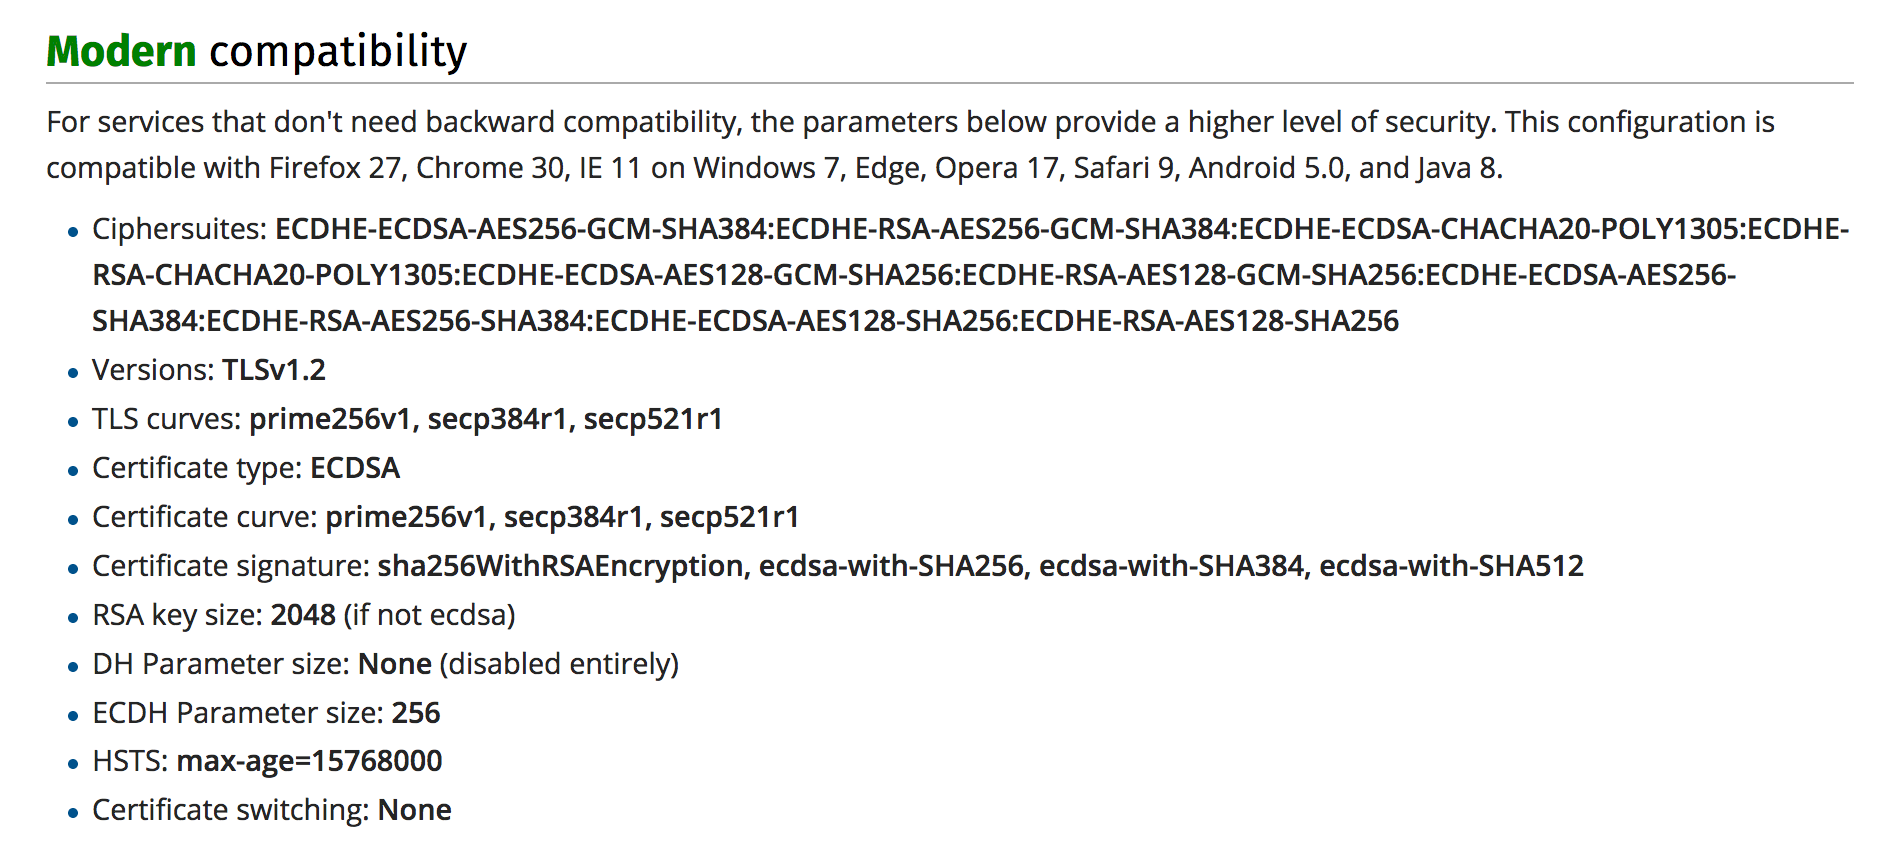 Modern compatibility
For services that don't need backward compatibility, the parameters below provide a higher level of security. This configuration is
compatible with Firefox 27, Chrome 30, IE 11 on Windows 7, Edge, Opera 17, Safari 9, Android 5.0, and Java 8.
• Ciphersuites: ECDHE-ECDSA-AES256-GCM-SHA384:ECDHE-RSA-AES256-GCM-SHA384:ECDHE-ECDSA-CHACHA20-POLY1305:ECDHE-
RSA-CHACHA20-POLY1305:ECDHE-ECDSA-AES128-GCM-SHA256:ECDHE-RSA-AES128-GCM-SHA256:ECDHE-ECDSA-AES256-
SHA384:ECDHE-RSA-AES256-SHA384:ECDHE-ECDSA-AES128-SHA256:ECDHE-RSA-AES128-SHA256
• Versions: TLSv1.2
• TLS curves: prime256v1, secp384r1, secp521r1
• Certificate type: ECDSA
• Certificate curve: prime256v1, secp384r1, secp521r1
• Certificate signature: sha256WithRSAEncryption, ecdsa-with-SHA256, ecdsa-with-SHA384, ecdsa-with-SHA512
• RSA key size: 2048 (if not ecdsa)
• DH Parameter size: None (disabled entirely)
• ECDH Parameter size: 256
• HSTS: max-age=15768000
• Certificate switching: None